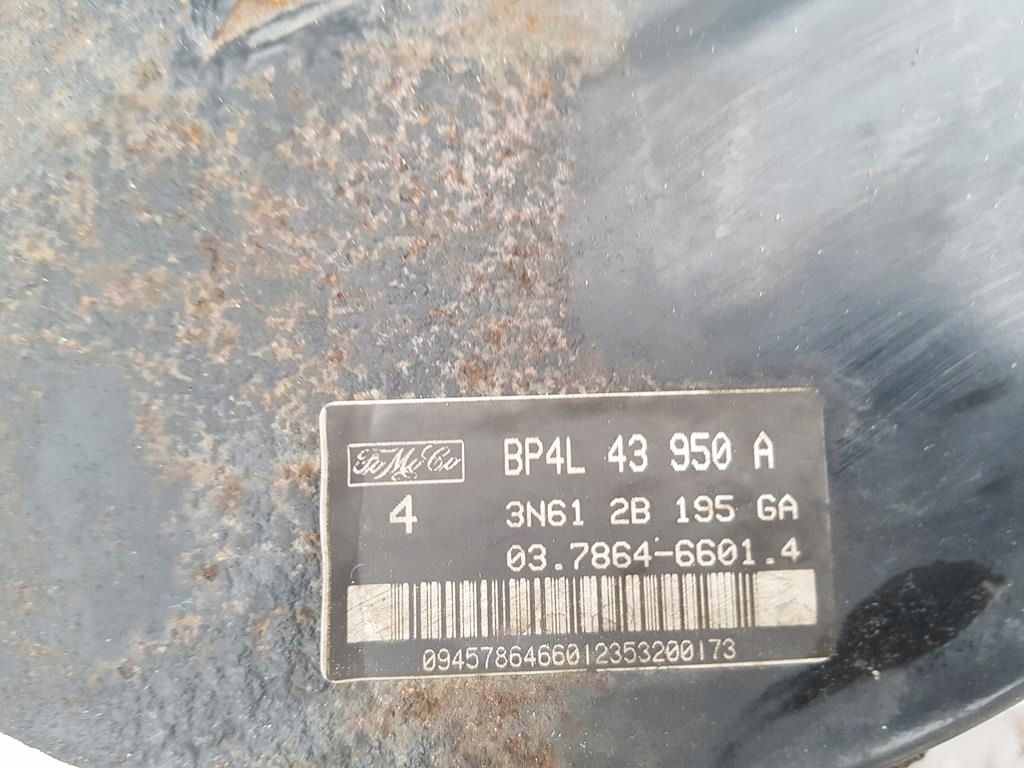 FoMoCo
BP4L 43 950 A
4
3N61 2B 195 GA
03.7864-6601.4
09457864660123532001​73